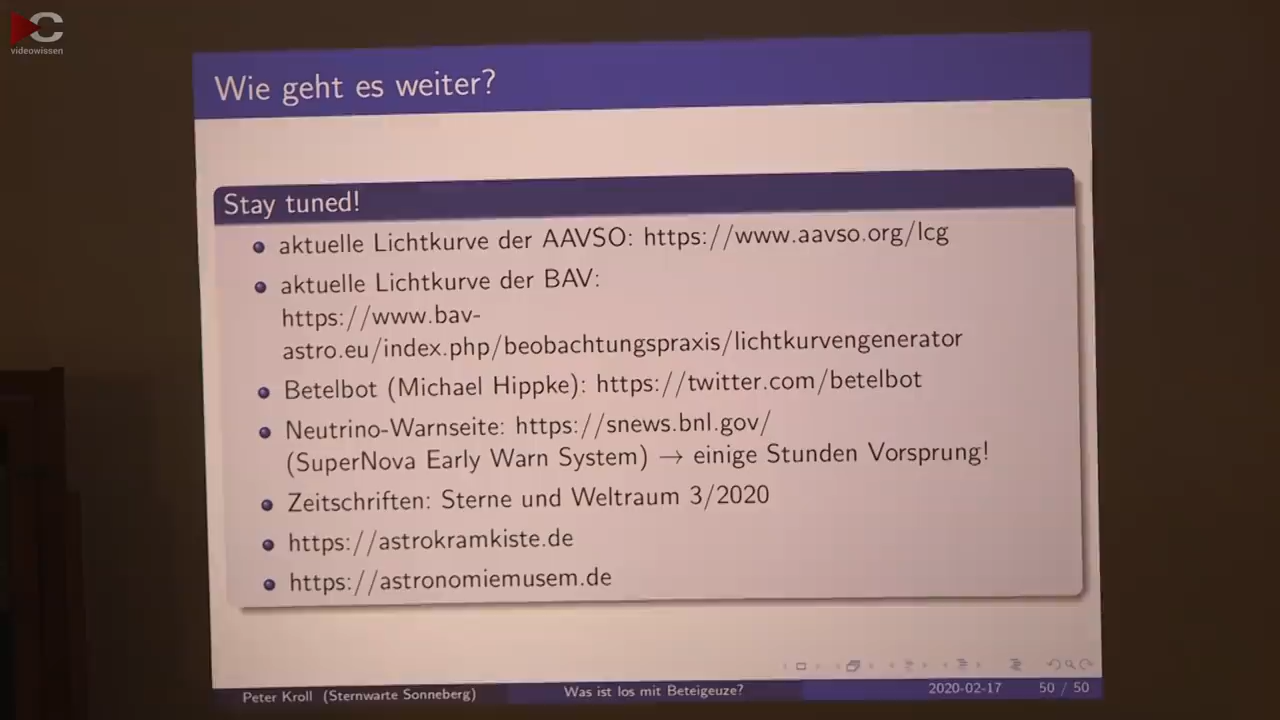 videowissen
Wie geht es weiter?
Stay tuned!
aktuelle Lichtkurve der AAVSO: https://www.aavso.org/lcg
aktuelle Lichtkurve der BAV:
https://www.bav-
astro.eu/index.php/beobachtungspraxis/lichtkurvengenerator
Betelbot (Michael Hippke): https://twitter.com/betelbot
Neutrino-Warnseite: https://snews.bnl.gov/
(SuperNova Early Warn System) → einige Stunden Vorsprung!
Zeitschriften: Sterne und Weltraum 3/2020
https://astrokramkiste.de
https://astronomiemusem.de
Peter Kroll (Sternwarte Sonneberg) Was ist los mit Beteigeuze? 2020-02-17 50 / 50